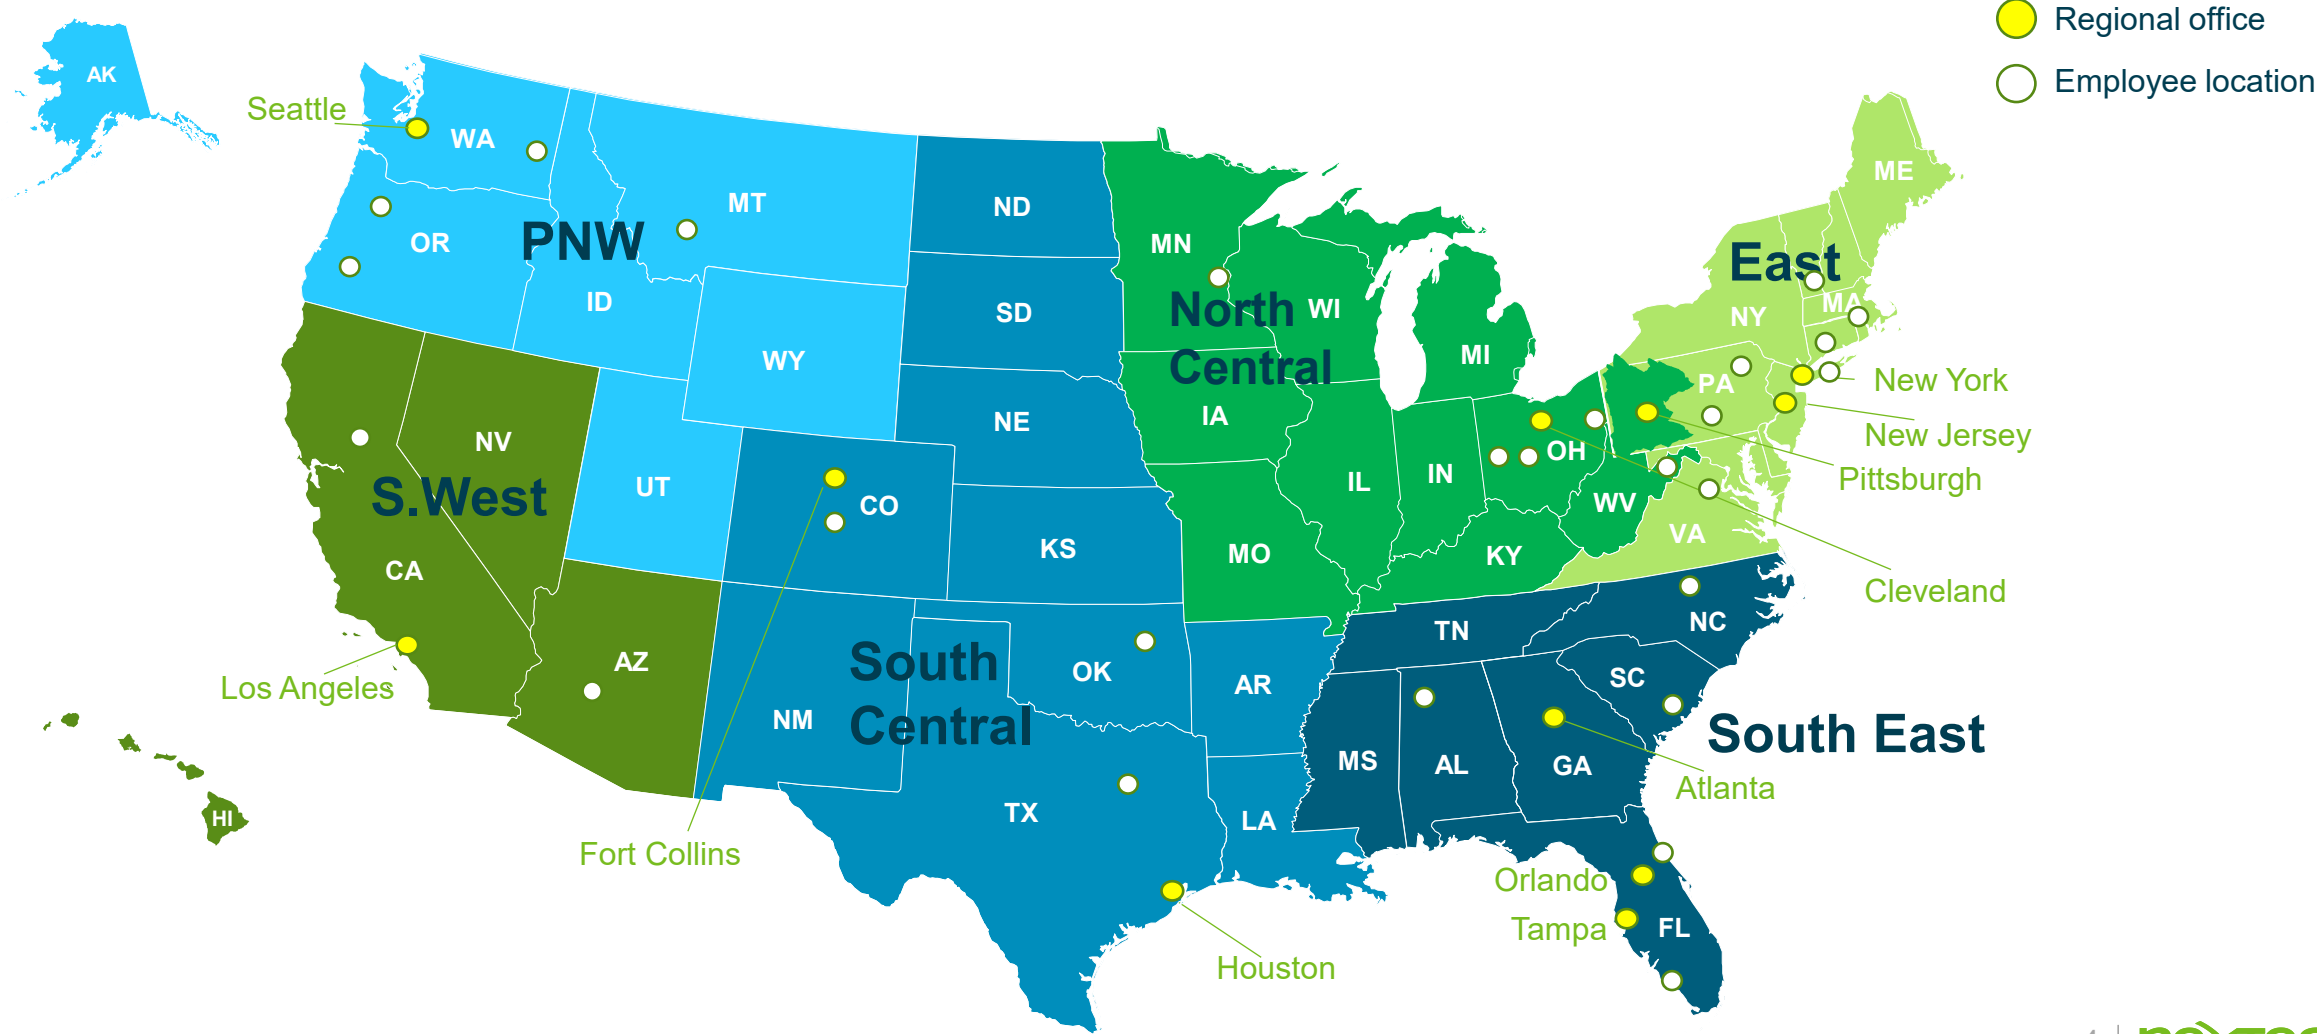 Regional office
Employee location
AK
Seattle
WA
MT
ND
MN
ME
OR
PNW
East
ID
SD
North
Central
WI
MA
NY
WY
MI
PA
New York
NE
IA
New Jersey
NV
OH
Pittsburgh
S.West
UT
CO
IL
IN
WV
VA
KS
MO
KY
CA
Cleveland
TN
NC
AZ
South
Central
OK
AR
SC
Los Angeles
NM
South East
MS
AL
GA
Atlanta
HI
TX
LA
Fort Collins
Orlando
Tampa
FL
Houston